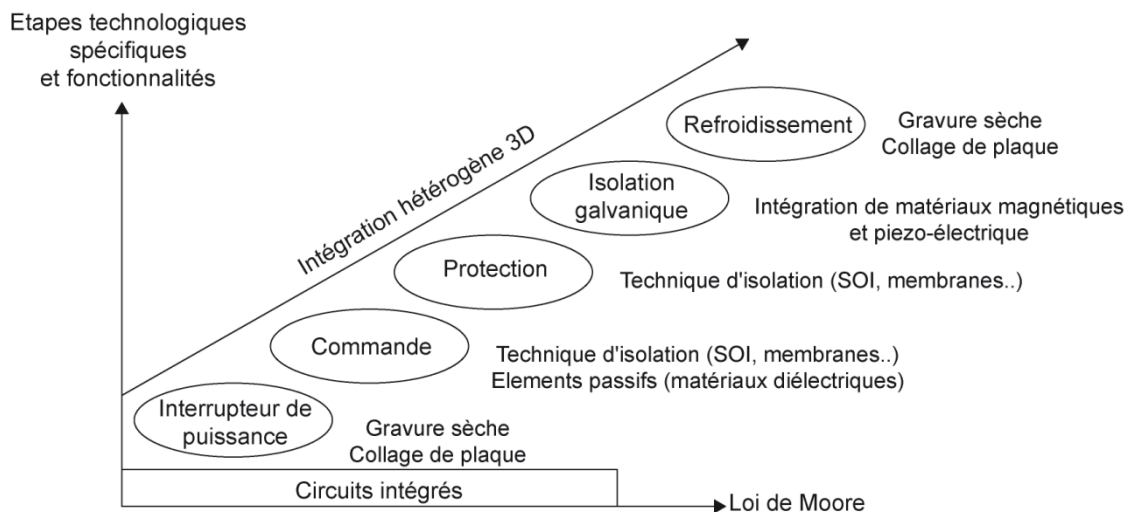 Etapes technologiques
spécifiques
et fonctionnalités
Intégration hétérogène 3D
Refroidissement
Gravure sèche
Collage de plaque
Isolation
galvanique
Intégration de matériaux magnétiques
et piezo-électrique
Protection
Technique d'isolation (SOI, membranes..)
Commande
Technique d'isolation (SOI, membranes..)
Elements passifs (matériaux diélectriques)
Interrupteur de
puissance
Gravure sèche
Collage de plaque
Circuits intégrés
Loi de Moore